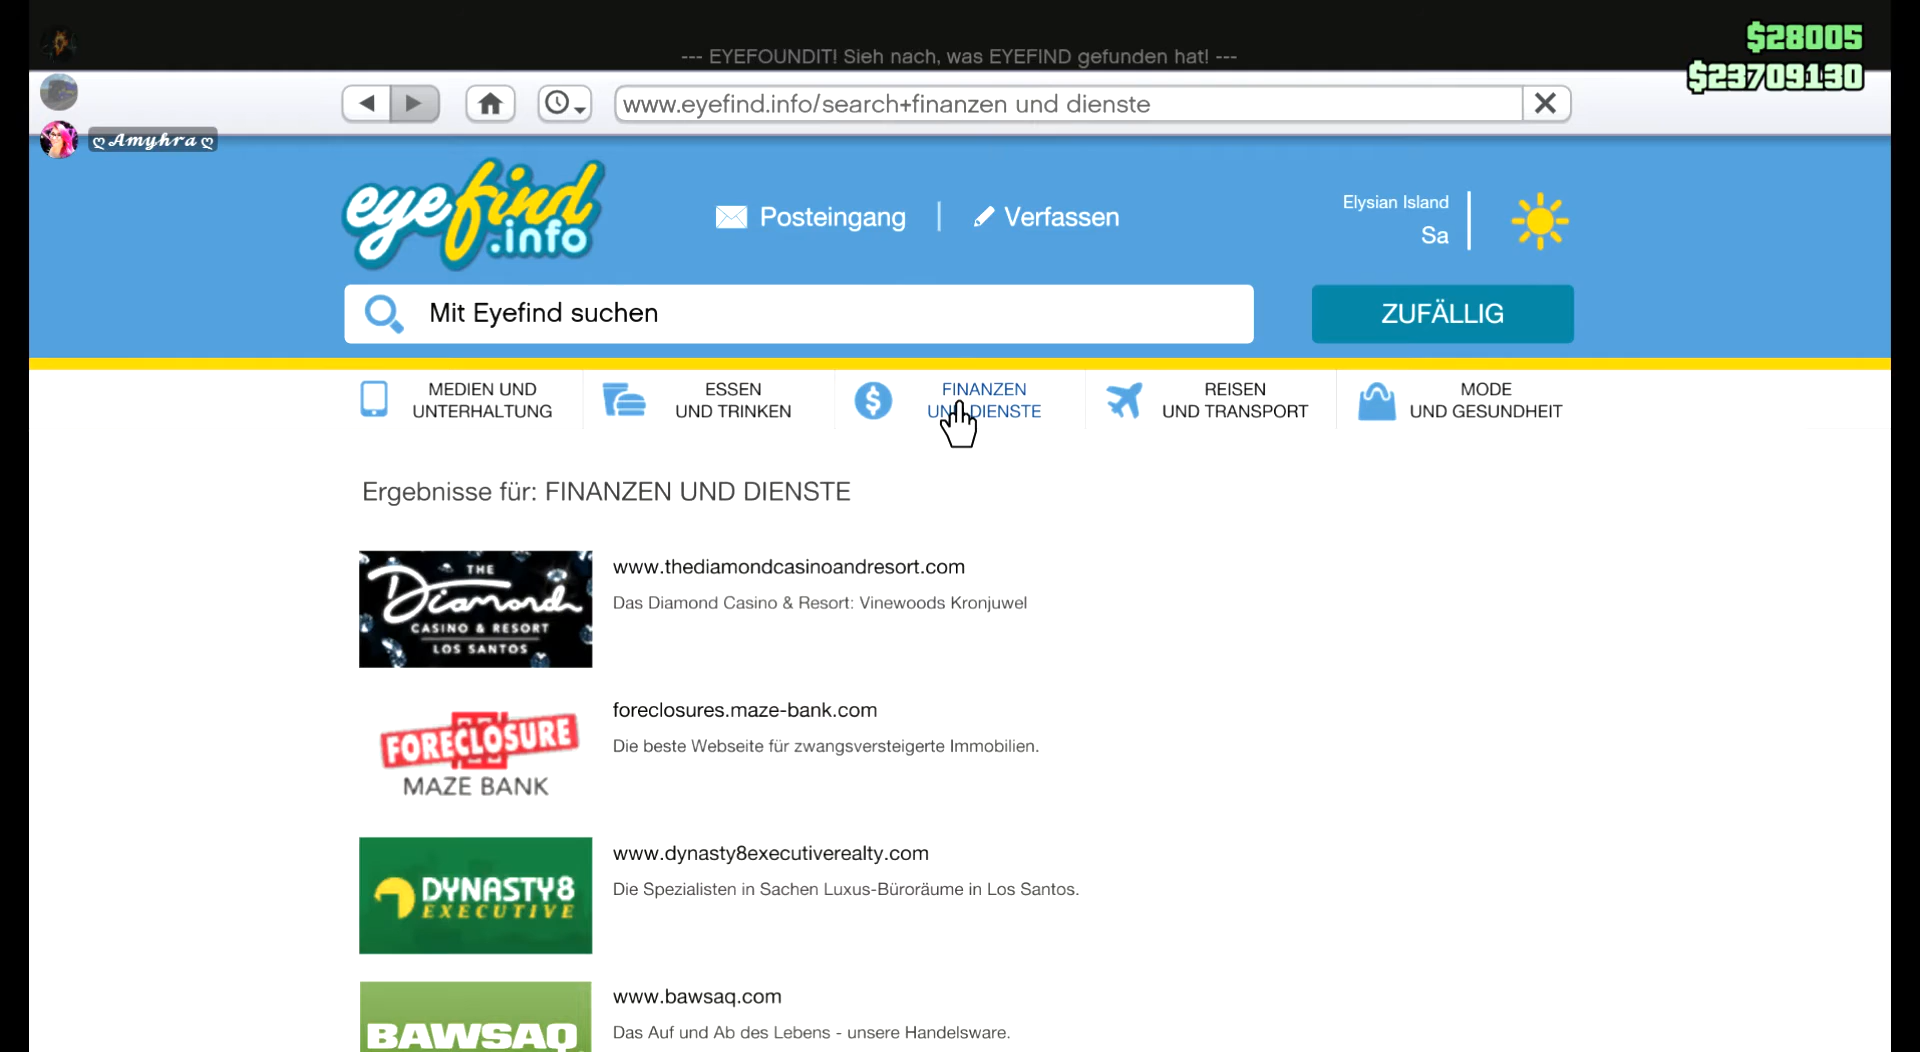 --- EYEFOUNDIT! Sieh nach, was EYEFIND gefunden hat! ---
$28005
$23709130
www.eyefind.info/search+finanzen und dienste
ღ Amyhra ღ
eyefind
.info
Posteingang
Verfassen
Elysian Island
Sa
Mit Eyefind suchen
ZUFÄLLIG
MEDIEN UND
UNTERHALTUNG
ESSEN
UND TRINKEN
FINANZEN
UND DIENSTE
REISEN
UND TRANSPORT
MODE
UND GESUNDHEIT
Ergebnisse für: FINANZEN UND DIENSTE
THE
Diamond
CASINO & RESORT
LOS SANTOS
www.thediamondcasinoandresort.com
Das Diamond Casino & Resort: Vinewoods Kronjuwel
FORECLOSURE
MAZE BANK
foreclosures.maze-bank.com
Die beste Webseite für zwangsversteigerte Immobilien.
DYNASTY8
EXECUTIVE
www.dynasty8executiverealty.com
Die Spezialisten in Sachen Luxus-Büroräume in Los Santos.
BAWSAQ
www.bawsaq.com
Das Auf und Ab des Lebens - unsere Handelsware.